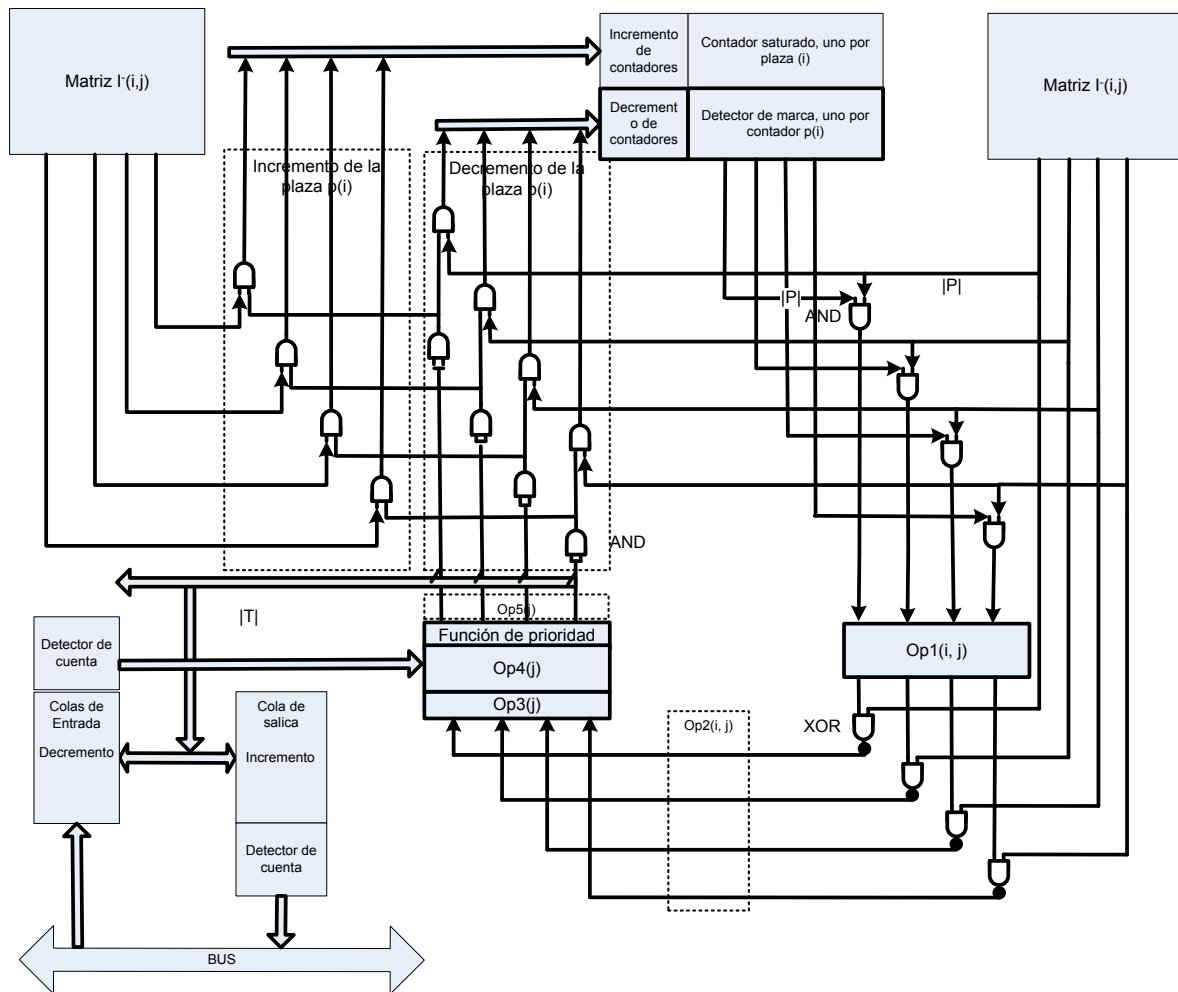 Matriz I⁻(i,j)
Incremento
de
contadores
Contador saturado, uno por
plaza (i)
Decrement
o de
contadores
Detector de marca, uno por
contador p(i)
Matriz I⁻(i,j)
Incremento de la
plaza p(i)
Decremento de la
plaza p(i)
|P|
|P|
AND
AND
|T|
Op5(j)
Función de prioridad
Op4(j)
Op3(j)
Op1(i, j)
Detector de
cuenta
Colas de
Entrada
Decremento
Cola de
salica
Incremento
Detector de
cuenta
Op2(i, j)
XOR
BUS